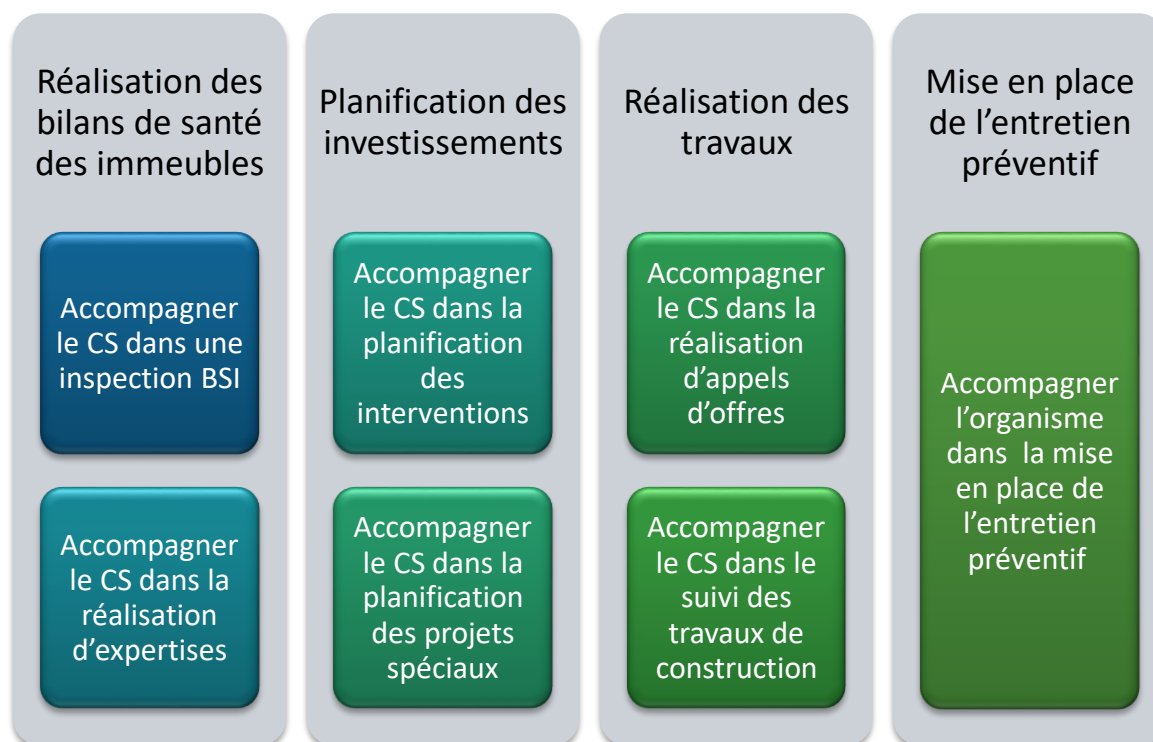 Réalisation des
bilans de santé
des immeubles
Accompagner
le CS dans une
inspection BSI
Accompagner
le CS dans la
réalisation
d'expertises
Planification des
investissements
Accompagner
le CS dans la
planification
des
interventions
Accompagner
le CS dans la
planification
des projets
spéciaux
Réalisation des
travaux
Accompagner
le CS dans la
réalisation
d'appels
d'offres
Accompagner
le CS dans le
suivi des
travaux de
construction
Mise en place
de l'entretien
préventif
Accompagner
l'organisme
dans  la mise
en place de
l'entretien
préventif